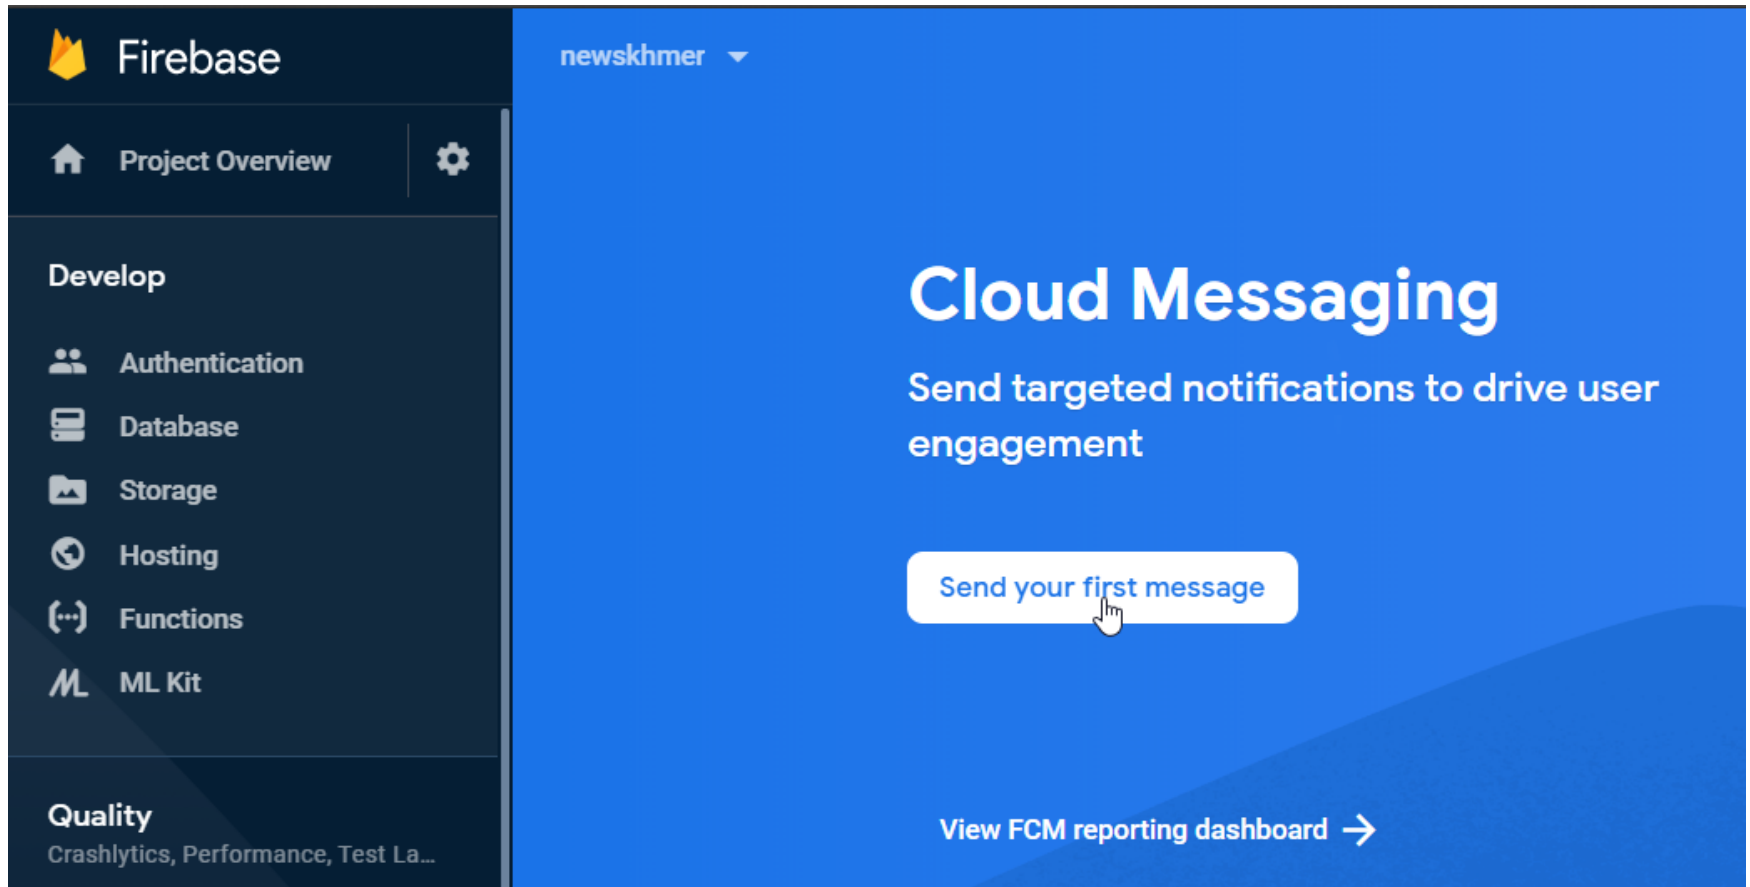 Firebase
newskhmer
Project Overview
Develop
Authentication
Database
Storage
Hosting
Functions
ML Kit
Quality
Crashlytics, Performance, Test La...
Cloud Messaging
Send targeted notifications to drive user
engagement
Send your first message
View FCM reporting dashboard